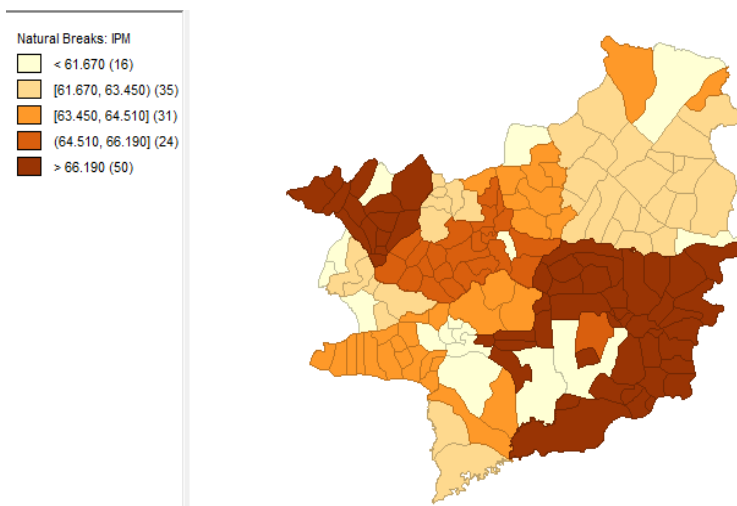 Natural Breaks: IPM
< 61.670 (16)
[61.670, 63.450) (35)
[63.450, 64.510] (31)
(64.510, 66.190] (24)
> 66.190 (50)